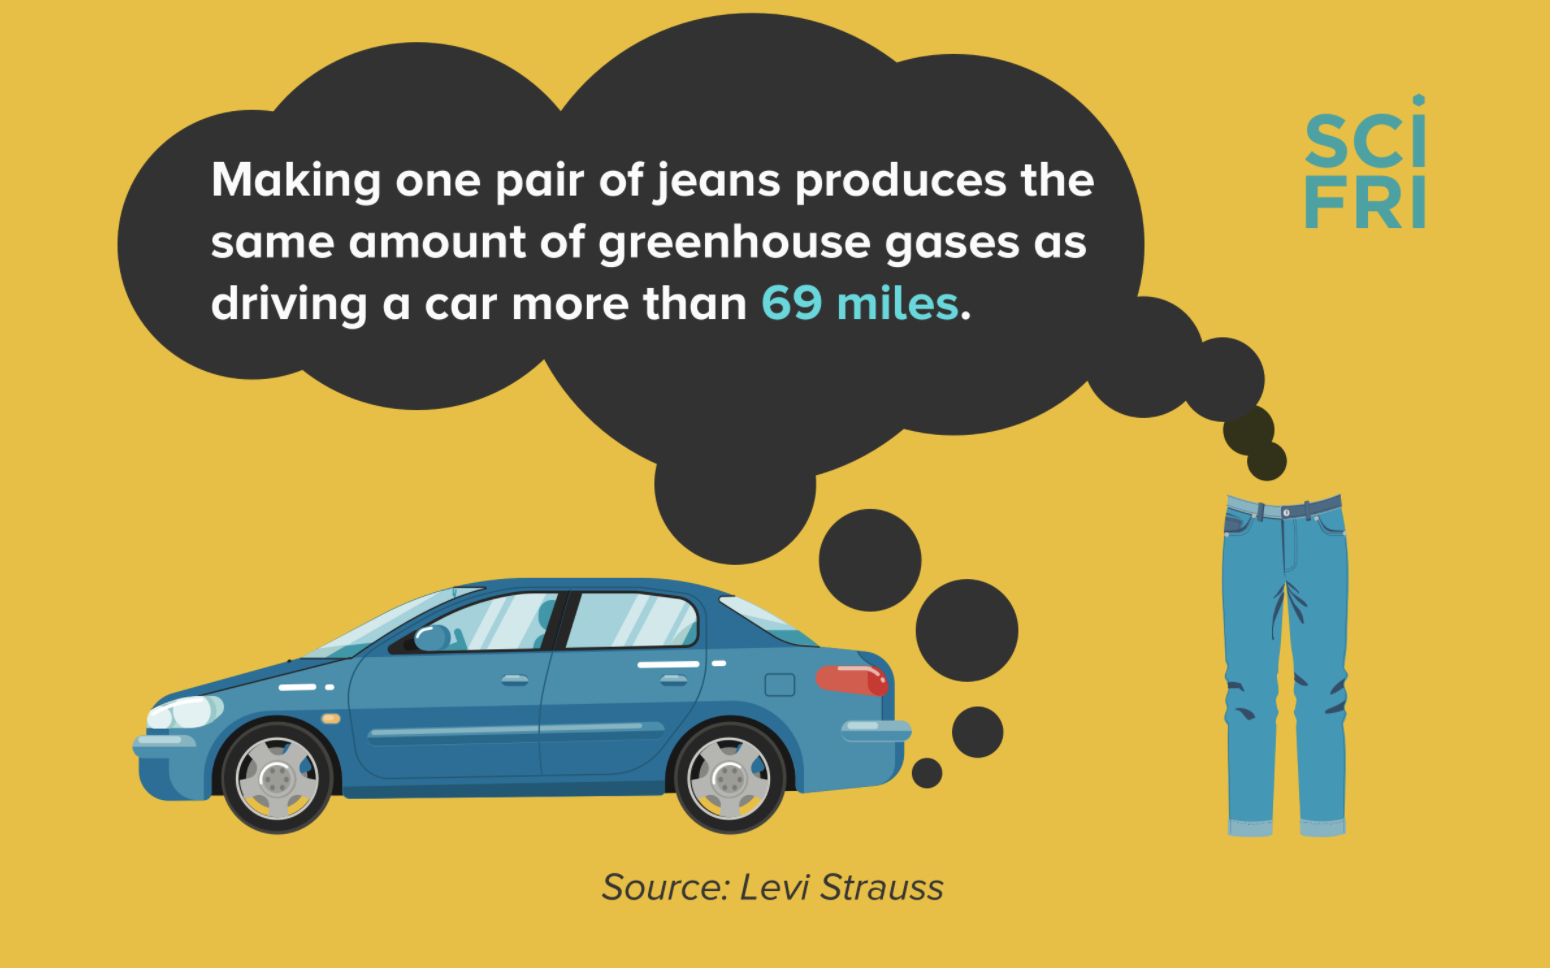 Making one pair of jeans produces the
same amount of greenhouse gases as
driving a car more than 69 miles.
SCI
FRI
Source: Levi Strauss